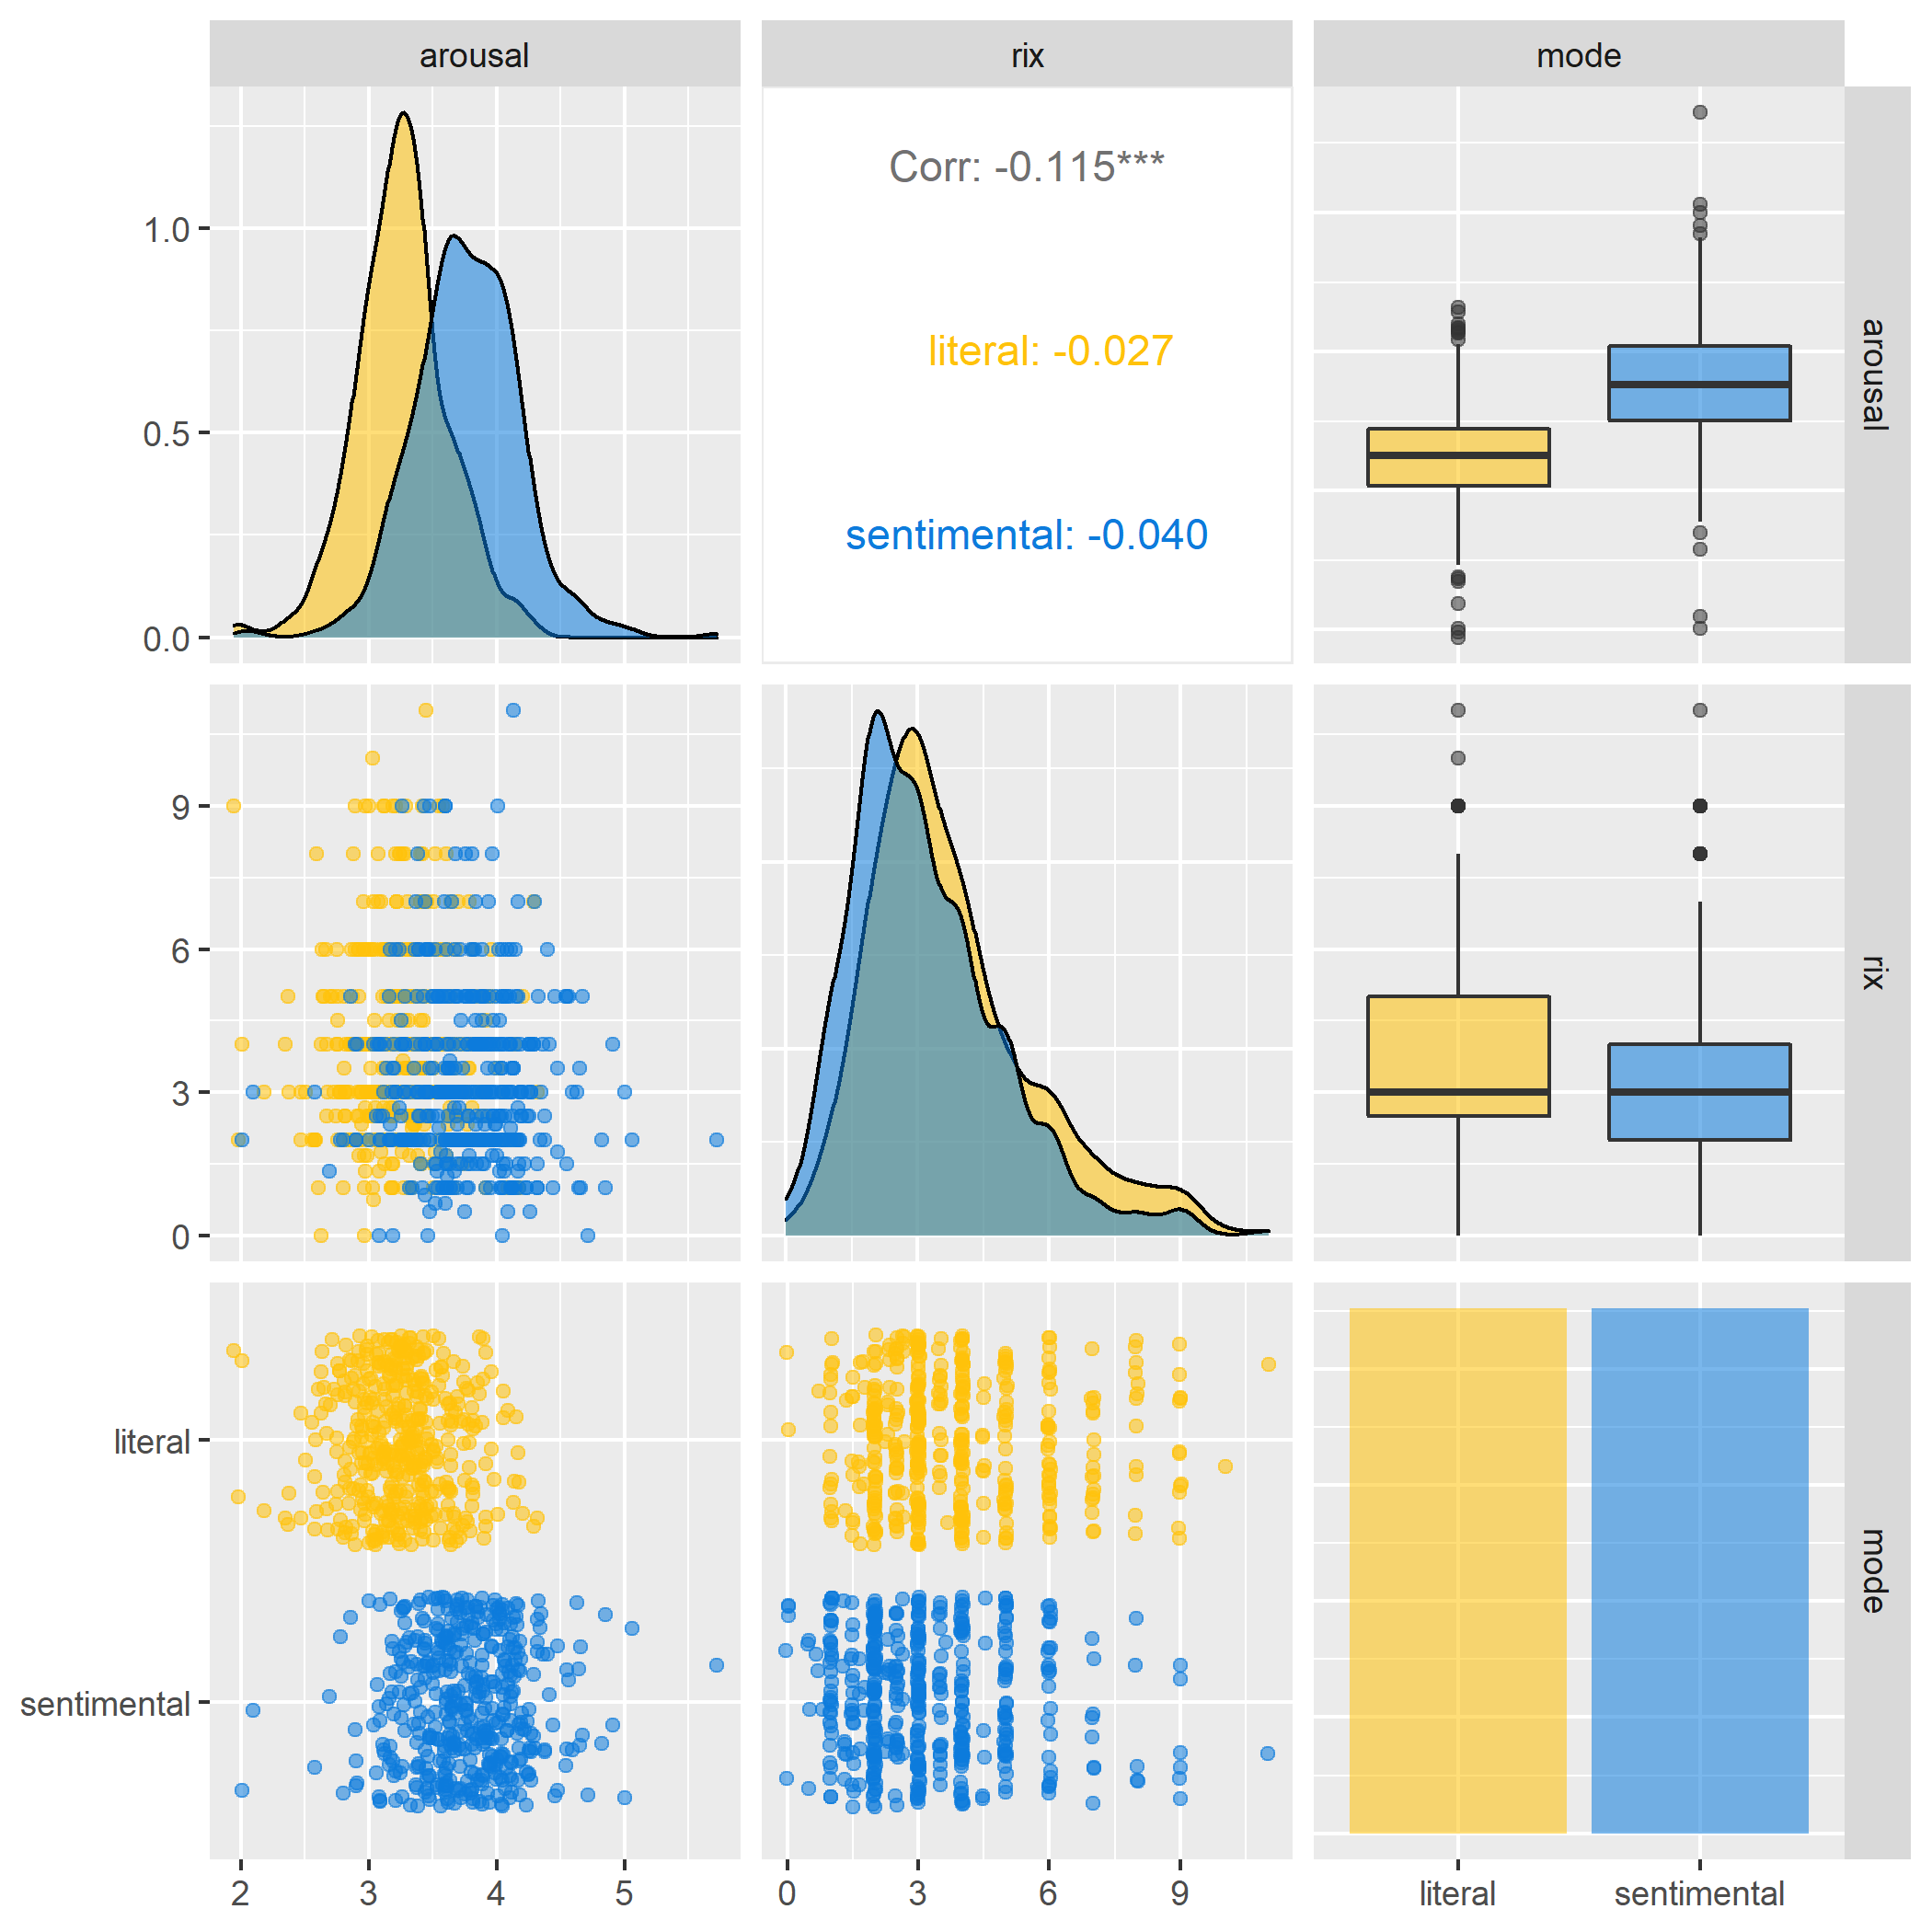 arousal rix mode
Corr: -0.115***
literal: -0.027
sentimental: -0.040
1.0
0.5
0.0
arousal
9
6
3
0
rix
literal
sentimental
mode
2 3 4 5 0 3 6 9 literal sentimental